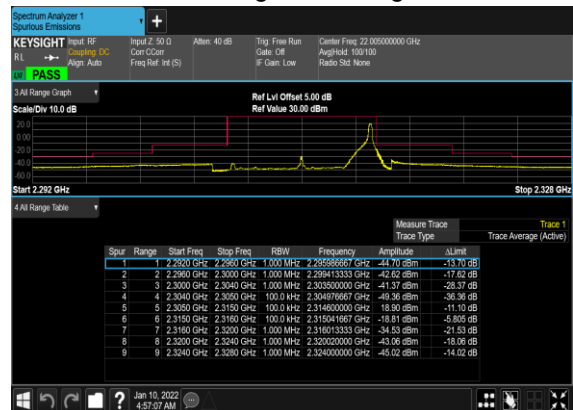 Spectrum Analyzer 1
Spurious Emissions
KEYSIGHT Input: RF Input Z: 50 Ω Atten: 40 dB Trig: Free Run Center Freq: 22.005000000 GHz
RL Coupling: DC Corr CCorr Gate: Off Avg|Hold: 100/100
Align: Auto Freq Ref: Int (S) IF Gain: Low Radio Std: None
PASS
3 All Range Graph
Ref Lvl Offset 5.00 dB
Scale/Div 10.0 dB Ref Value 30.00 dBm
20.0
0.00
-20.0
-40.0
-60.0
Start 2.292 GHz Stop 2.328 GHz
4 All Range Table
Measure Trace Trace 1
Trace Type Trace Average (Active)
Spur Range Start Freq Stop Freq RBW Frequency Amplitude ΔLimit
1 1 2.2920 GHz 2.2960 GHz 1.000 MHz 2.295986667 GHz -44.70 dBm -13.70 dB
2 2 2.2960 GHz 2.3000 GHz 1.000 MHz 2.299413333 GHz -42.62 dBm -17.62 dB
3 3 2.3000 GHz 2.3040 GHz 1.000 MHz 2.303500000 GHz -41.37 dBm -28.37 dB
4 4 2.3040 GHz 2.3050 GHz 100.0 kHz 2.304976667 GHz -49.36 dBm -36.36 dB
5 5 2.3050 GHz 2.3150 GHz 100.0 kHz 2.314600000 GHz 18.90 dBm -11.10 dB
6 6 2.3150 GHz 2.3160 GHz 100.0 kHz 2.315041667 GHz -18.81 dBm -5.805 dB
7 7 2.3160 GHz 2.3200 GHz 1.000 MHz 2.316013333 GHz -34.53 dBm -21.53 dB
8 8 2.3200 GHz 2.3240 GHz 1.000 MHz 2.320020000 GHz -43.06 dBm -18.06 dB
9 9 2.3240 GHz 2.3280 GHz 1.000 MHz 2.324000000 GHz -45.02 dBm -14.02 dB
? Jan 10, 2022
4:57:07 AM